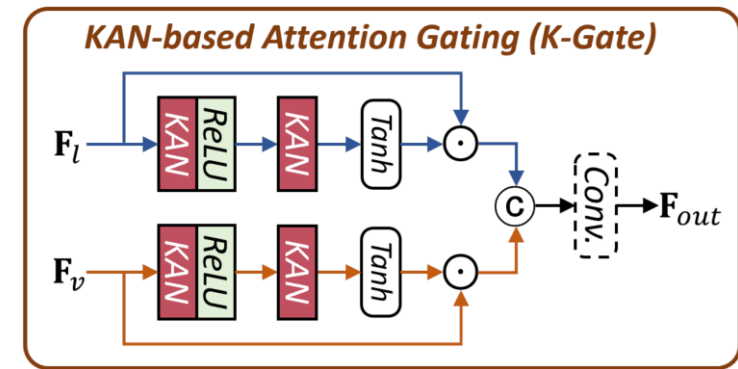 KAN-based Attention Gating (K-Gate)
F_l
KAN
ReLU
KAN
Tanh
C
Conv.
F_out
F_v
KAN
ReLU
KAN
Tanh